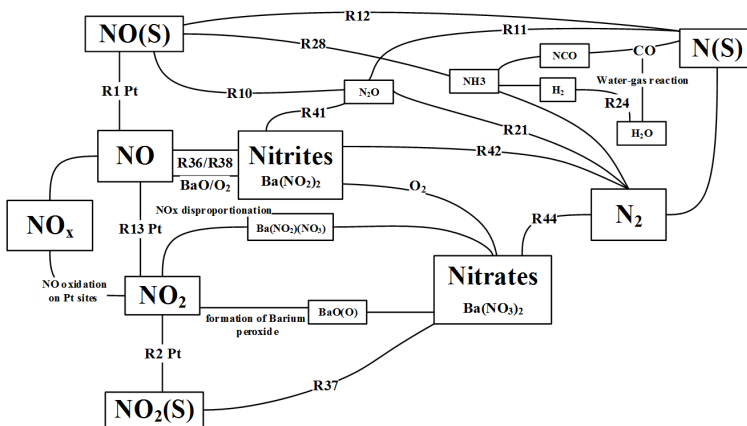 R12
NO(S)
R11
N(S)
R28
NCO
CO
R1 Pt
R10
N₂O
NH3
H₂
Water-gas reaction
R24
R41
H₂O
R21
NO
R36/R38
BaO/O₂
Nitrites
Ba(NO₂)₂
R42
O₂
NOₓ
R13 Pt
NOx disproportionation
Ba(NO₂)(NO₃)
R44
N₂
NO oxidation
on Pt sites
NO₂
Nitrates
Ba(NO₃)₂
formation of Barium
peroxide
BaO(O)
R2 Pt
R37
NO₂(S)